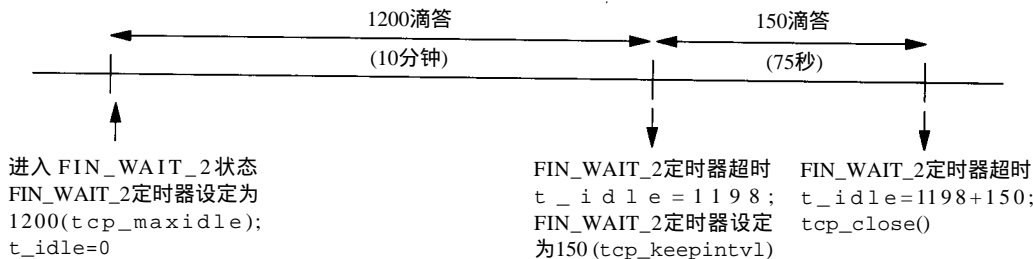 1200滴答
150滴答
(10分钟)
(75秒)
进入 FIN_WAIT_2状态
FIN_WAIT_2定时器设定为
1200(tcp_maxidle);
t_idle=0
FIN_WAIT_2定时器超时
t_idle=1198;
FIN_WAIT_2定时器设定
为150 (tcp_keepintvl)
FIN_WAIT_2定时器超时
t_idle=1198+150;
tcp_close()